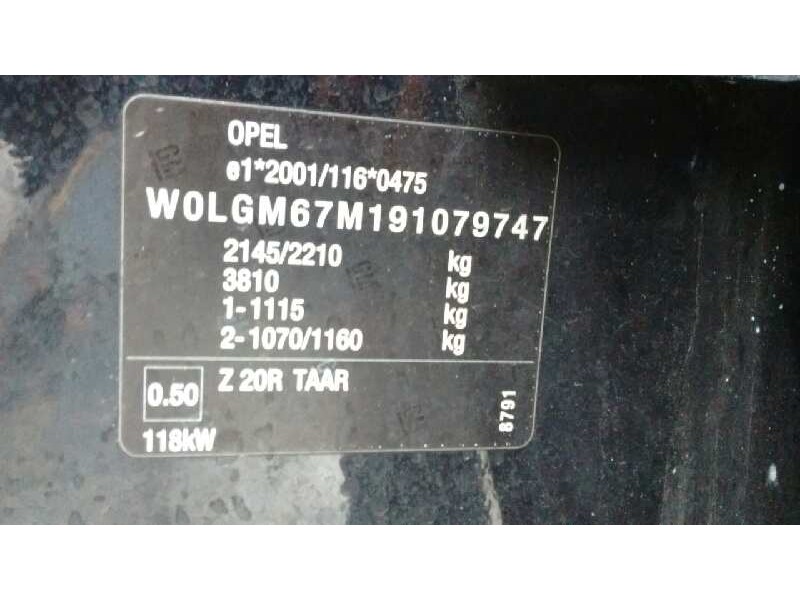 OPEL
e1*2001/116*0475
W0LGM67M191079747
2145/2210 kg
3810 kg
1-1115 kg
2-1070/1160 kg
0.50 Z 20R TAAR
118KW
8791